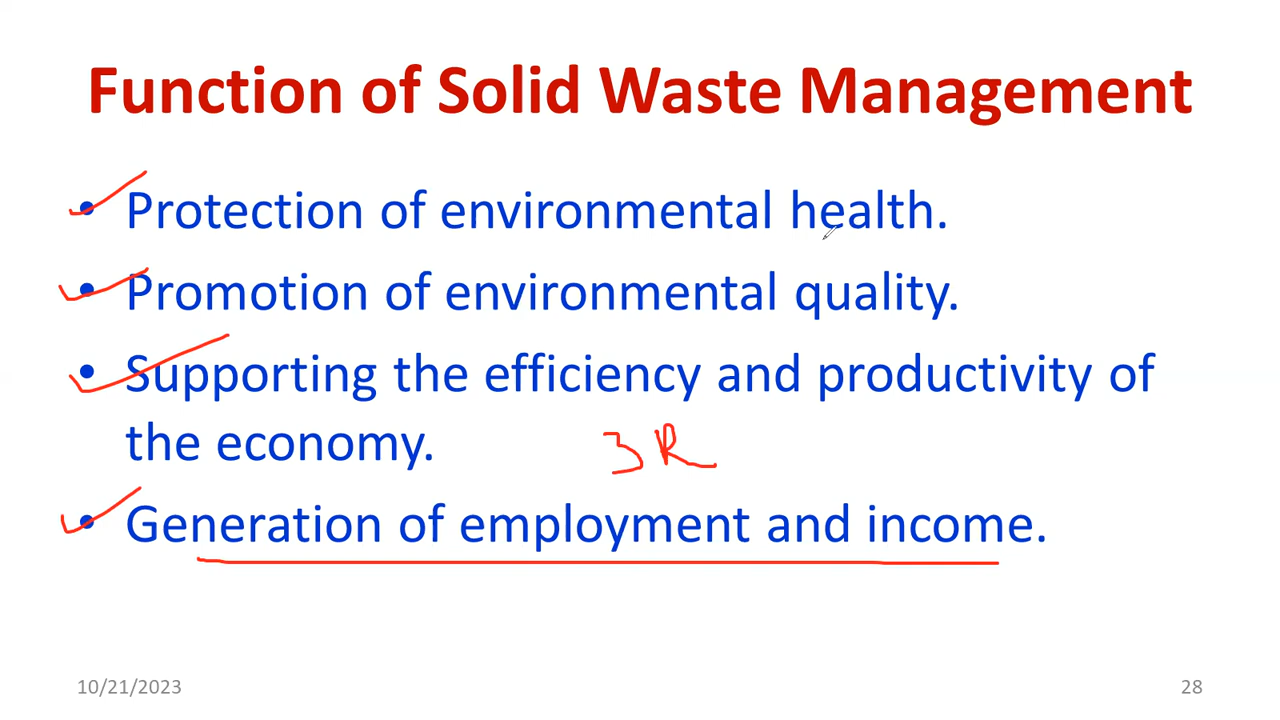 Function of Solid Waste Management
• Protection of environmental health.
• Promotion of environmental quality.
• Supporting the efficiency and productivity of
the economy.
3R
• Generation of employment and income.
10/21/2023
28